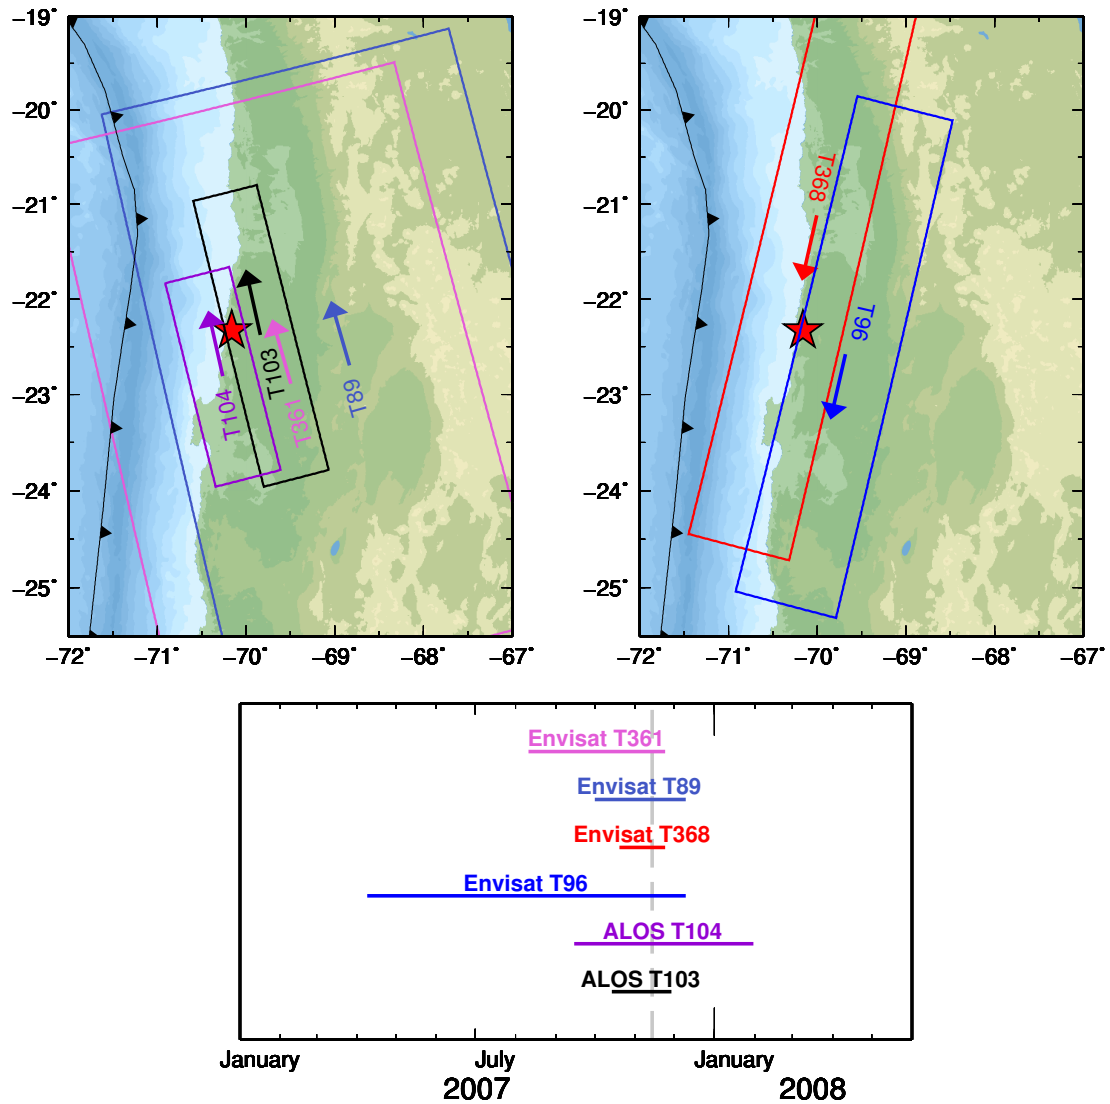 −19°
−20°
−21°
−22°
−23°
−24°
−25°
−72° −71° −70° −69° −68° −67°
T104
T103
T361
T89
−19°
−20°
−21°
−22°
−23°
−24°
−25°
−72° −71° −70° −69° −68° −67°
T368
T96
Envisat T361
Envisat T89
Envisat T368
Envisat T96
ALOS T104
ALOS T103
January July January
2007 2008